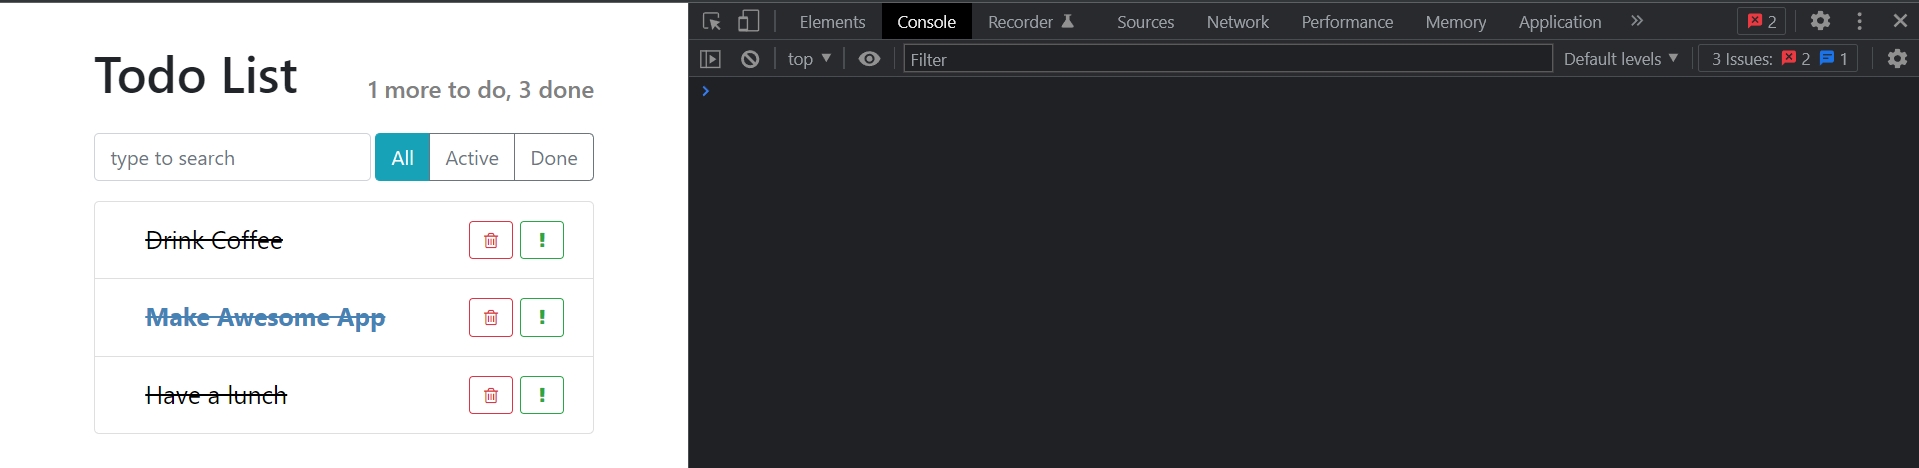 Todo List
1 more to do, 3 done
type to search
All Active Done
Drink Coffee
!
Make Awesome App
!
Have a lunch
!
Elements Console Recorder Sources Network Performance Memory Application » 2
top ▼ Filter Default levels ▼ 3 Issues: 2 1
›